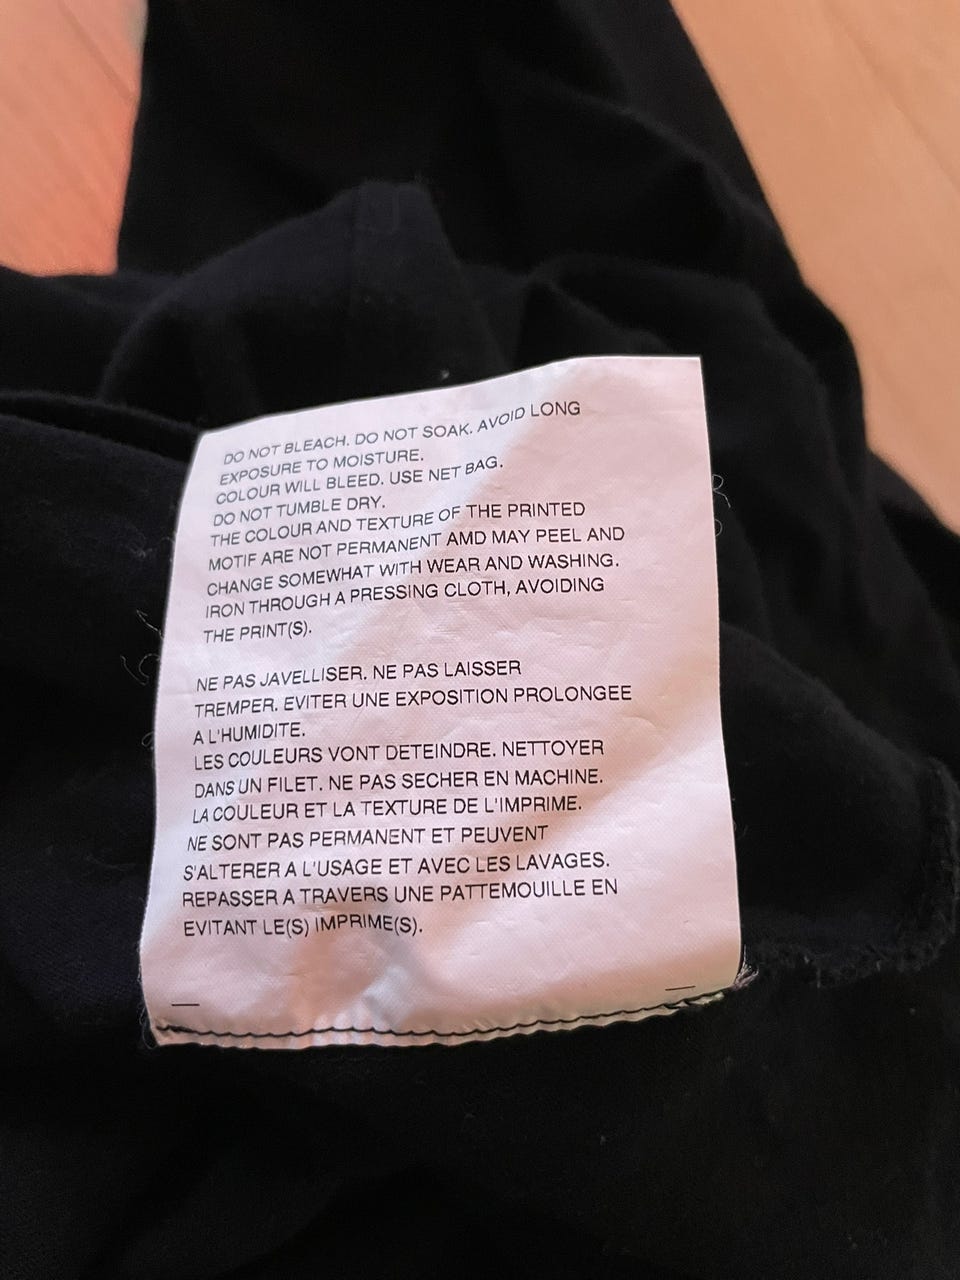 DO NOT BLEACH. DO NOT SOAK. AVOID LONG
EXPOSURE TO MOISTURE.
COLOUR WILL BLEED. USE NET BAG.
DO NOT TUMBLE DRY.
THE COLOUR AND TEXTURE OF THE PRINTED
MOTIF ARE NOT PERMANENT AMD MAY PEEL AND
CHANGE SOMEWHAT WITH WEAR AND WASHING.
IRON THROUGH A PRESSING CLOTH, AVOIDING
THE PRINT(S).
NE PAS JAVELLISER. NE PAS LAISSER
TREMPER. EVITER UNE EXPOSITION PROLONGEE
A L'HUMIDITE.
LES COULEURS VONT DETEINDRE. NETTOYER
DANS UN FILET. NE PAS SECHER EN MACHINE.
LA COULEUR ET LA TEXTURE DE L'IMPRIME.
NE SONT PAS PERMANENT ET PEUVENT
S'ALTERER A L'USAGE ET AVEC LES LAVAGES.
REPASSER A TRAVERS UNE PATTEMOUILLE EN
EVITANT LE(S) IMPRIME(S).